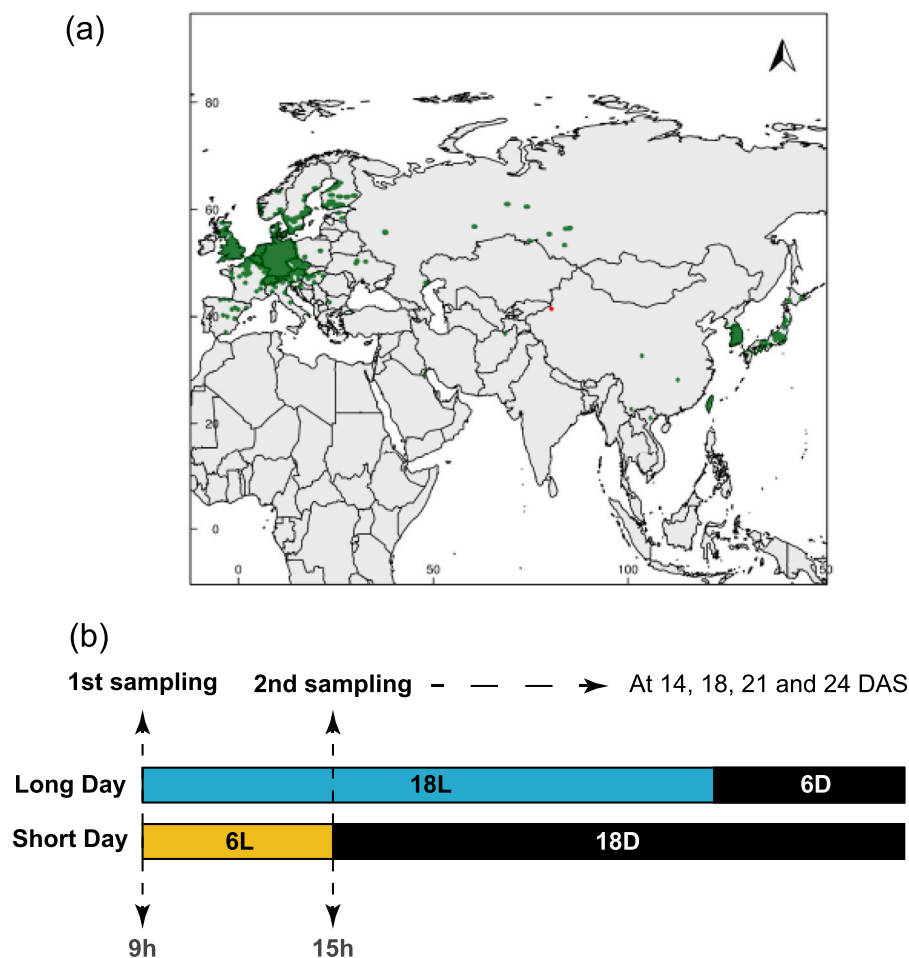 (a)
80
60
40
20
0
0 50 100 150
(b)
1st sampling 2nd sampling At 14, 18, 21 and 24 DAS
Long Day 18L 6D
Short Day 6L 18D
9h 15h